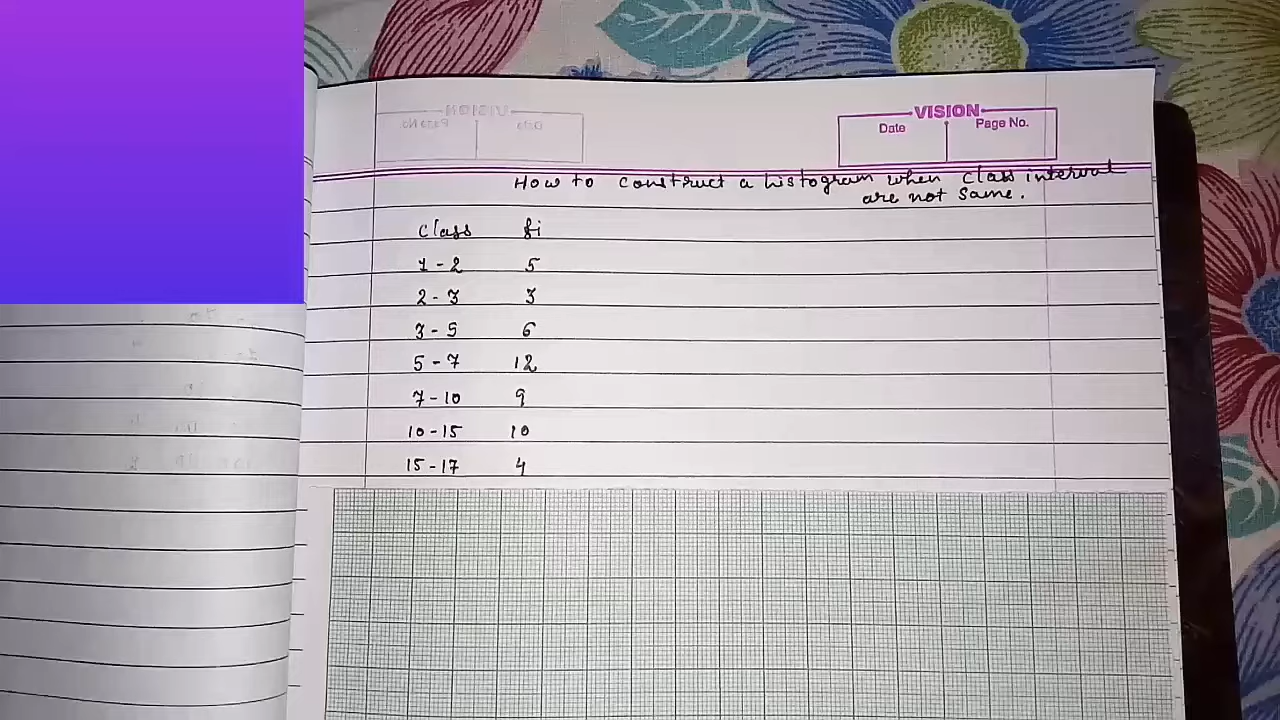 VISION
Date Page No.
How to construct a histogram when class interval
are not same.
class fi
1-2 5
2-3 3
3-5 6
5-7 12
7-10 9
10-15 10
15-17 4